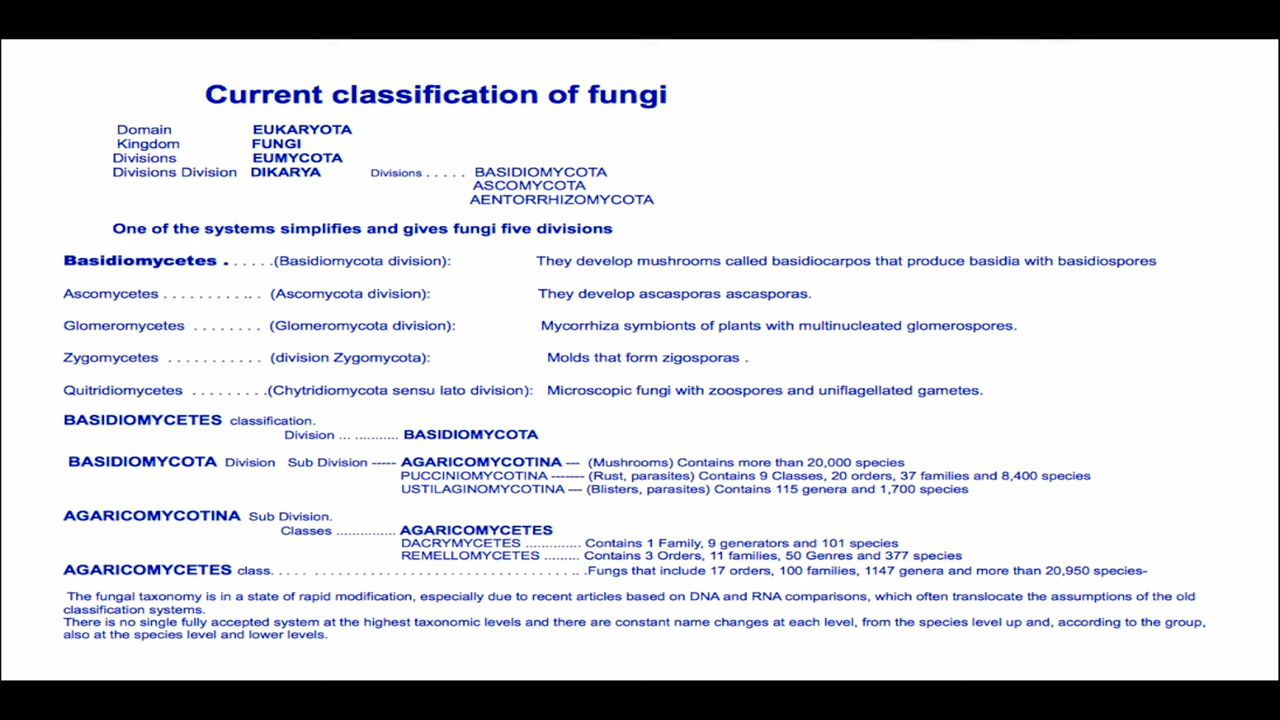 Current classification of fungi
Domain EUKARYOTA
Kingdom FUNGI
Divisions EUMYCOTA
Divisions Division DIKARYA Divisions . . . . . BASIDIOMYCOTA
ASCOMYCOTA
AENTORRHIZOMYCOTA
One of the systems simplifies and gives fungi five divisions
Basidiomycetes . . . . . .(Basidiomycota division): They develop mushrooms called basidiocarpos that produce basidia with basidiospores
Ascomycetes . . . . . . . . . .. . (Ascomycota division): They develop ascasporas ascasporas.
Glomeromycetes . . . . . . . . (Glomeromycota division): Mycorrhiza symbionts of plants with multinucleated glomerospores.
Zygomycetes . . . . . . . . . . . (division Zygomycota): Molds that form zigosporas .
Quitridiomycetes . . . . . . . . .(Chytridiomycota sensu lato division): Microscopic fungi with zoospores and uniflagellated gametes.
BASIDIOMYCETES classification.
Division ... ........... BASIDIOMYCOTA
BASIDIOMYCOTA Division Sub Division ----- AGARICOMYCOTINA --- (Mushrooms) Contains more than 20,000 species
PUCCINIOMYCOTINA ------- (Rust, parasites) Contains 9 Classes, 20 orders, 37 families and 8,400 species
USTILAGINOMYCOTINA --- (Blisters, parasites) Contains 115 genera and 1,700 species
AGARICOMYCOTINA Sub Division.
Classes ............... AGARICOMYCETES
DACRYMYCETES .............. Contains 1 Family, 9 generators and 101 species
REMELLOMYCETES ......... Contains 3 Orders, 11 families, 50 Genres and 377 species
AGARICOMYCETES class. . . . . . . . . . . . . . . . . . . . . . . . . . . . . . . . . . . .. .Fungs that include 17 orders, 100 families, 1147 genera and more than 20,950 species-
The fungal taxonomy is in a state of rapid modification, especially due to recent articles based on DNA and RNA comparisons, which often translocate the assumptions of the old
classification systems.
There is no single fully accepted system at the highest taxonomic levels and there are constant name changes at each level, from the species level up and, according to the group,
also at the species level and lower levels.